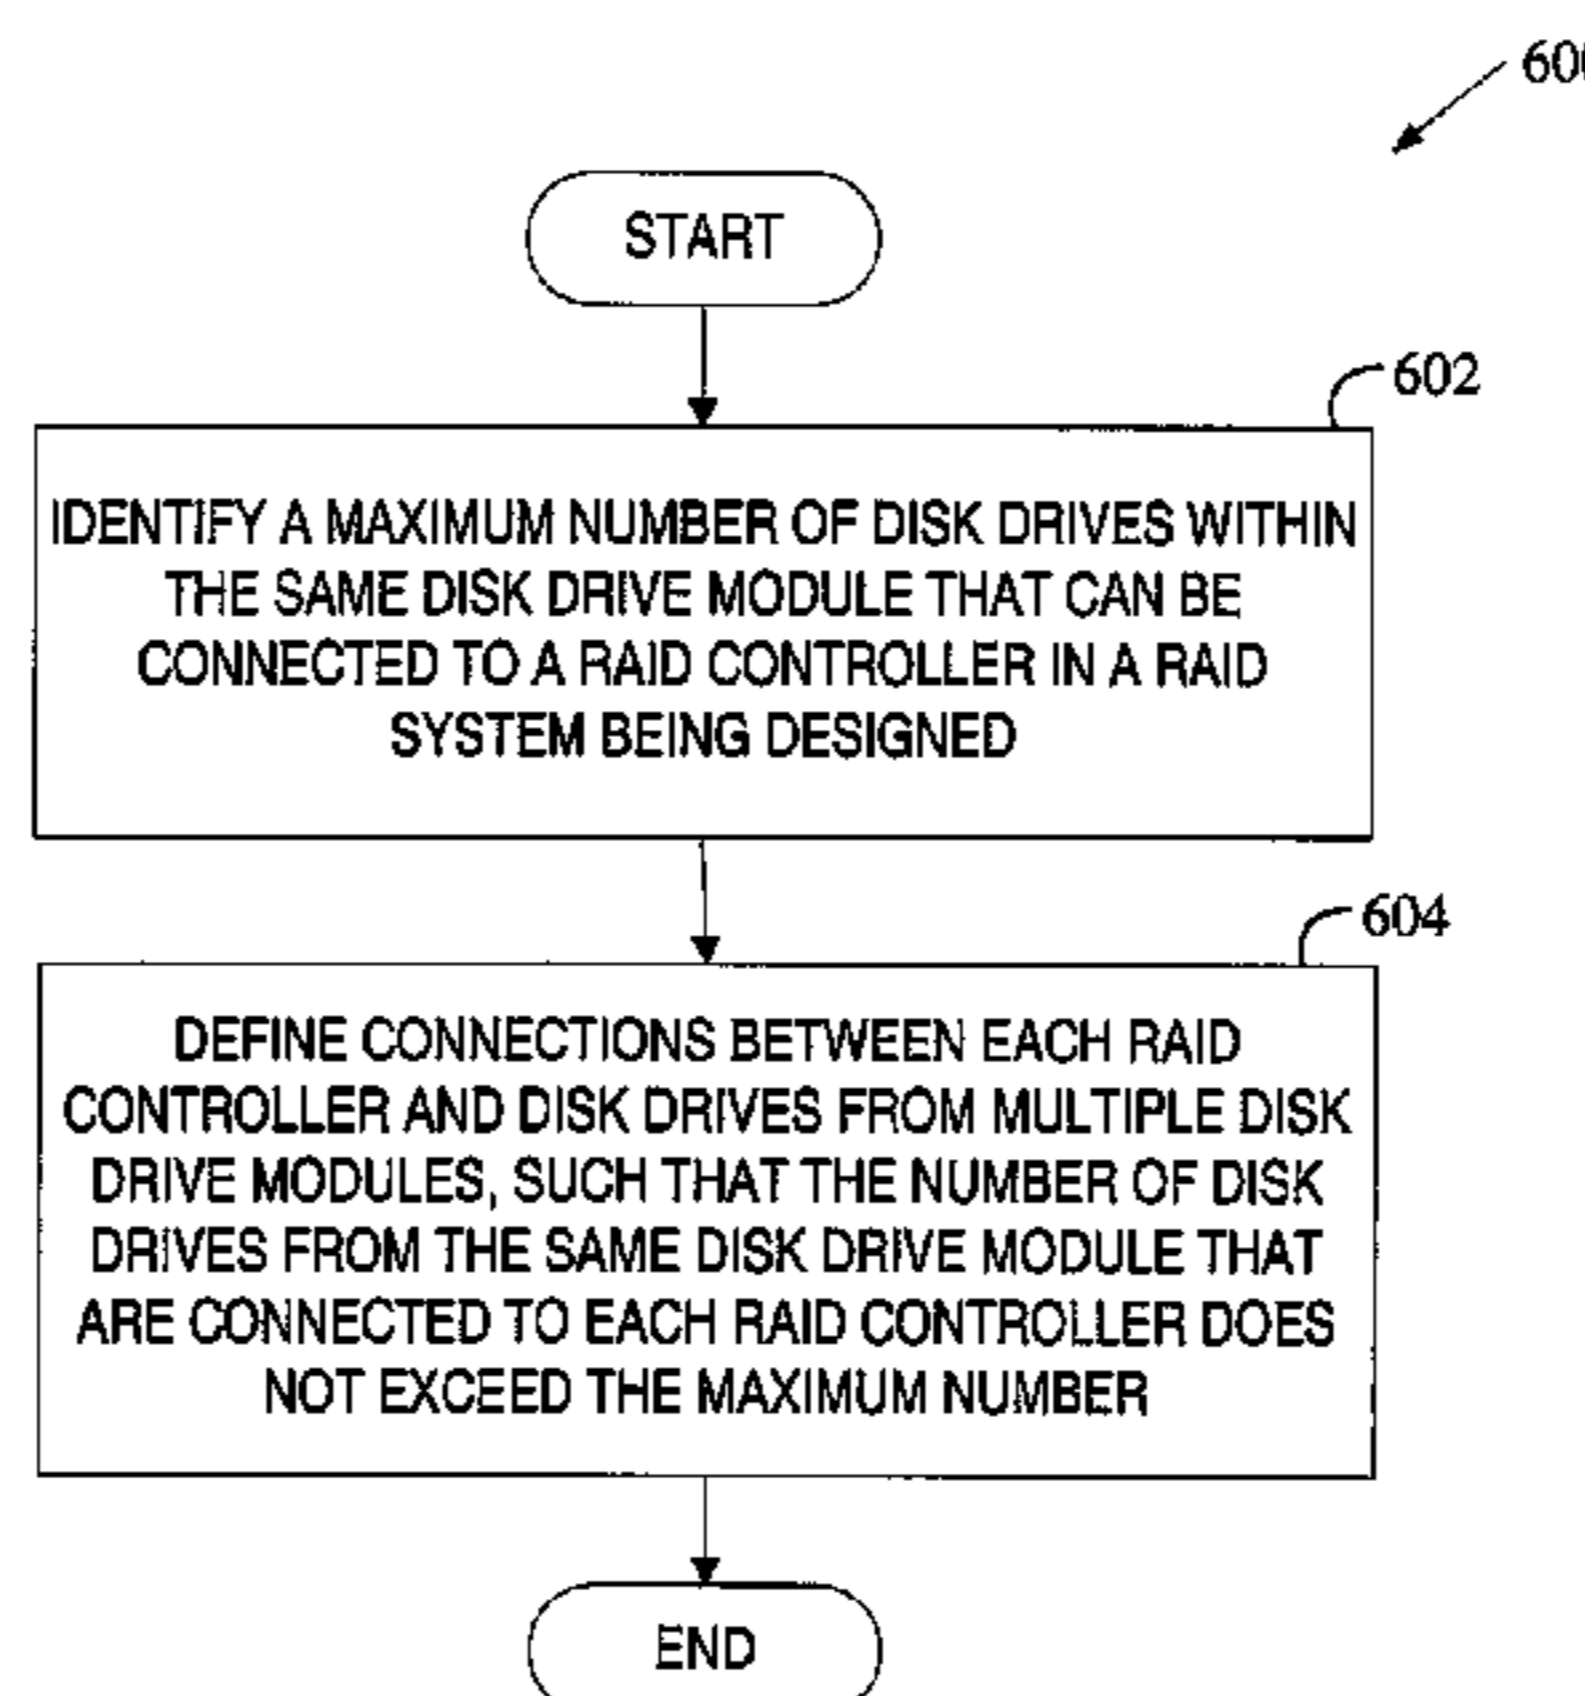 START
602
IDENTIFY A MAXIMUM NUMBER OF DISK DRIVES WITHIN
THE SAME DISK DRIVE MODULE THAT CAN BE
CONNECTED TO A RAID CONTROLLER IN A RAID
SYSTEM BEING DESIGNED
604
DEFINE CONNECTIONS BETWEEN EACH RAID
CONTROLLER AND DISK DRIVES FROM MULTIPLE DISK
DRIVE MODULES, SUCH THAT THE NUMBER OF DISK
DRIVES FROM THE SAME DISK DRIVE MODULE THAT
ARE CONNECTED TO EACH RAID CONTROLLER DOES
NOT EXCEED THE MAXIMUM NUMBER
END